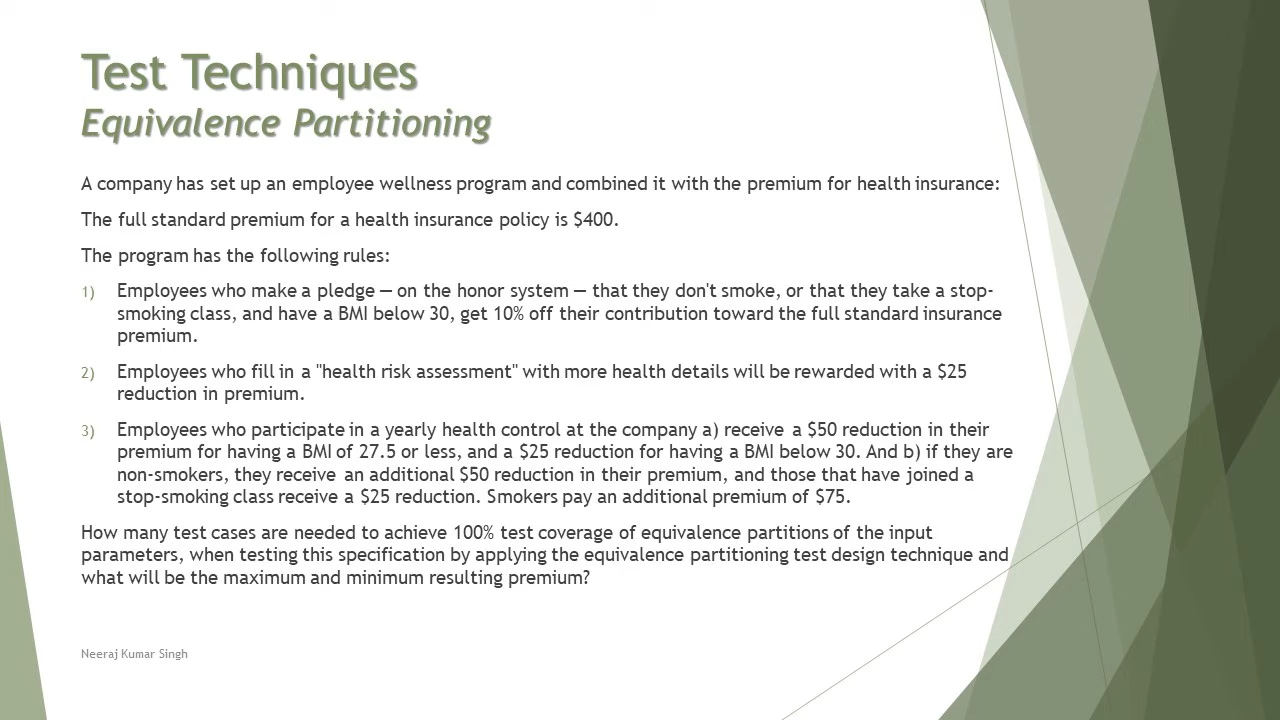 Test Techniques
Equivalence Partitioning
A company has set up an employee wellness program and combined it with the premium for health insurance:
The full standard premium for a health insurance policy is $400.
The program has the following rules:
1) Employees who make a pledge — on the honor system — that they don't smoke, or that they take a stop-
smoking class, and have a BMI below 30, get 10% off their contribution toward the full standard insurance
premium.
2) Employees who fill in a "health risk assessment" with more health details will be rewarded with a $25
reduction in premium.
3) Employees who participate in a yearly health control at the company a) receive a $50 reduction in their
premium for having a BMI of 27.5 or less, and a $25 reduction for having a BMI below 30. And b) if they are
non-smokers, they receive an additional $50 reduction in their premium, and those that have joined a
stop-smoking class receive a $25 reduction. Smokers pay an additional premium of $75.
How many test cases are needed to achieve 100% test coverage of equivalence partitions of the input
parameters, when testing this specification by applying the equivalence partitioning test design technique and
what will be the maximum and minimum resulting premium?
Neeraj Kumar Singh